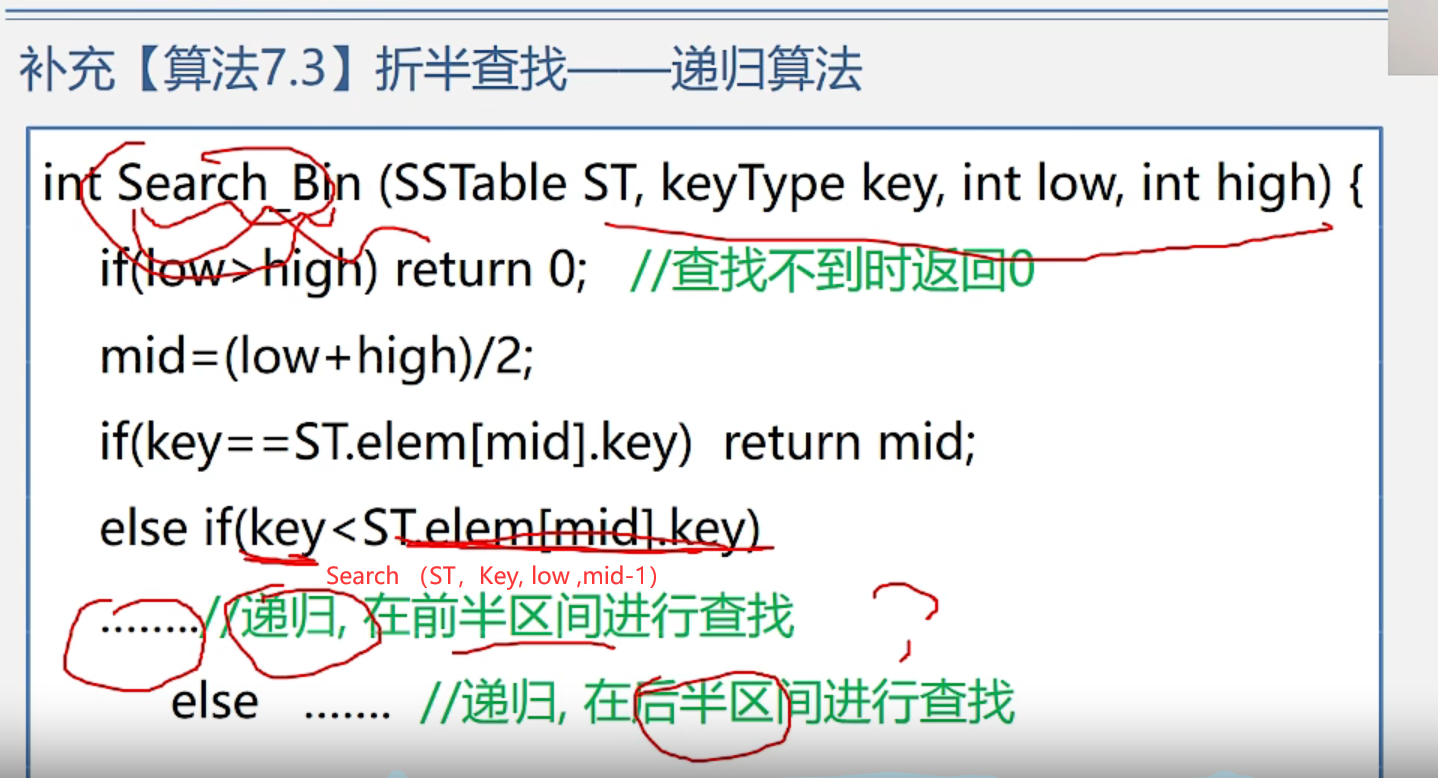 补充【算法7.3】折半查找——递归算法
int Search_Bin (SSTable ST, keyType key, int low, int high) {
if(low>high) return 0; //查找不到时返回0
mid=(low+high)/2;
if(key==ST.elem[mid].key) return mid;
else if(key<ST.elem[mid].key)
Search （ST，Key, low ,mid-1）
........//递归, 在前半区间进行查找
else ....... //递归, 在后半区间进行查找